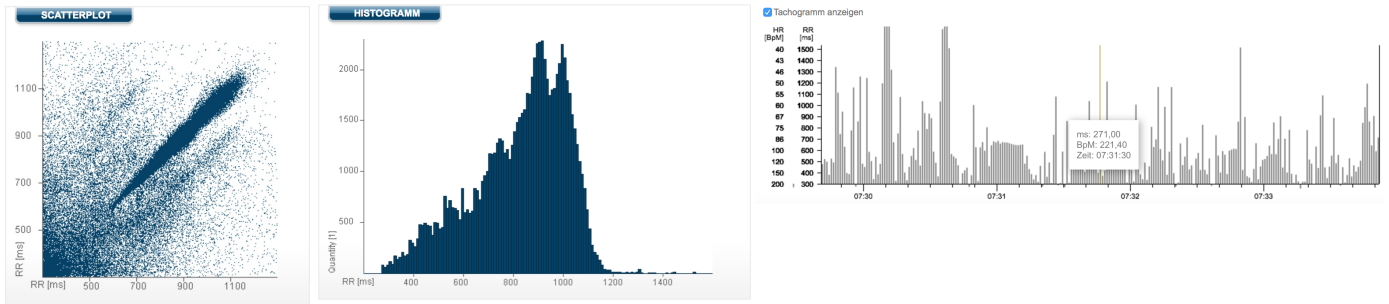 SCATTERPLOT
1100
900
700
500
RR [ms]
RR [ms] 500 700 900 1100
HISTOGRAMM
2000
1500
1000
500
Quantity [1]
RR [ms] 400 600 800 1000 1200 1400
Tachogramm anzeigen
HR RR
[BpM] [ms]
40 1500
43 1400
46 1300
50 1200
55 1100
60 1000
67 900
75 800
86 700
100 600
120 500
150 400
200 300
ms: 271,00
BpM: 221,40
Zeit: 07:31:30
07:30 07:31 07:32 07:33